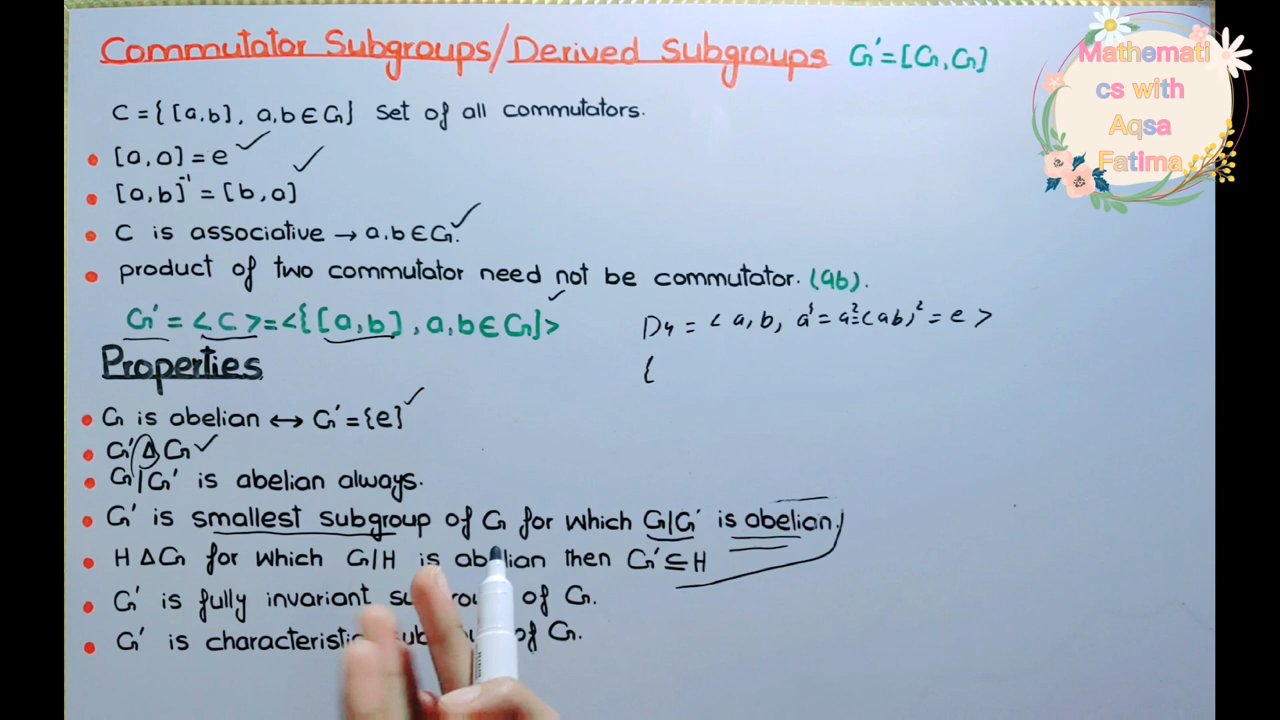 Commutator Subgroups/Derived Subgroups G'=[G,G]
Mathemati
cs with
Aqsa
Fatima
C={[a,b], a,b∈G} set of all commutators.
[a,a]=e
[a,b]⁻¹=[b,a]
C is associative → a,b∈G.
product of two commutator need not be commutator. (ab).
G'=<C>=<{[a,b], a,b∈G}>
D₄ = <a, b, a⁴=a²=(ab)²=e>
{
Properties
G is abelian ↔ G'={e}
G' Δ G
G|G' is abelian always.
G' is smallest subgroup of G for which G|G' is abelian.
H Δ G for which G|H is abelian then G'⊆H
G' is fully invariant of G.
G' is characteristic of G.